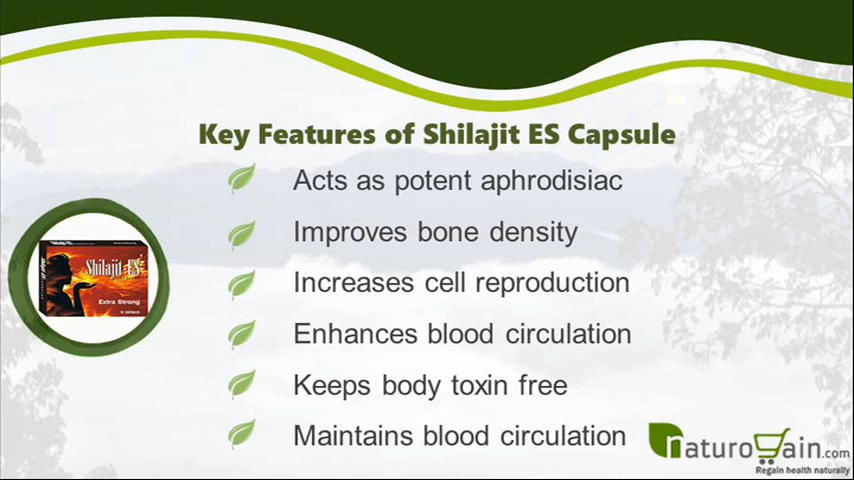 Key Features of Shilajit ES Capsule
Acts as potent aphrodisiac
Improves bone density
Increases cell reproduction
Enhances blood circulation
Keeps body toxin free
Maintains blood circulation
Shilajit ES
Extra Strong
naturogain.com
Regain health naturally